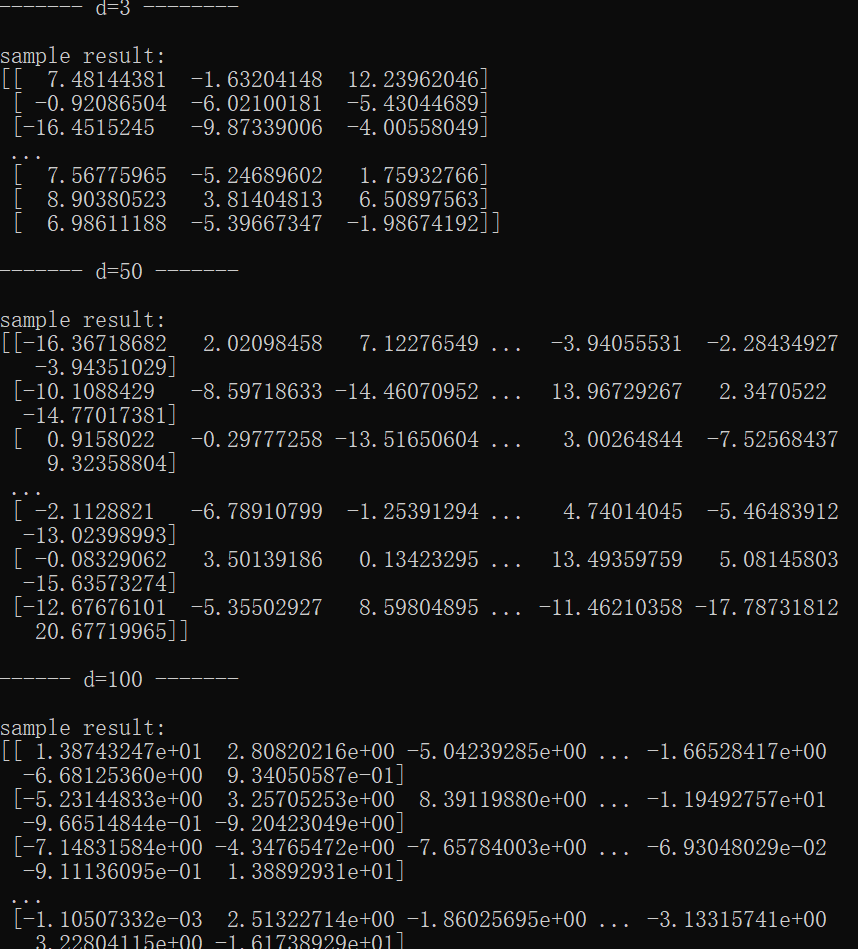 ------- d=3 --------
sample result:
[[  7.48144381  -1.63204148  12.23962046]
 [ -0.92086504  -6.02100181  -5.43044689]
 [-16.4515245   -9.87339006  -4.00558049]
 ...
 [  7.56775965  -5.24689602   1.75932766]
 [  8.90380523   3.81404813   6.50897563]
 [  6.98611188  -5.39667347  -1.98674192]]
------- d=50 -------
sample result:
[[-16.36718682   2.02098458   7.12276549 ...  -3.94055531  -2.28434927
   -3.94351029]
 [-10.1088429   -8.59718633 -14.46070952 ...  13.96729267   2.3470522
  -14.77017381]
 [  0.9158022   -0.29777258 -13.51650604 ...   3.00264844  -7.52568437
    9.32358804]
 ...
 [ -2.1128821   -6.78910799  -1.25391294 ...   4.74014045  -5.46483912
  -13.02398993]
 [ -0.08329062   3.50139186   0.13423295 ...  13.49359759   5.08145803
  -15.63573274]
 [-12.67676101  -5.35502927   8.59804895 ... -11.46210358 -17.78731812
   20.67719965]]
------ d=100 -------
sample result:
[[ 1.38743247e+01  2.80820216e+00 -5.04239285e+00 ... -1.66528417e+00
  -6.68125360e+00  9.34050587e-01]
 [-5.23144833e+00  3.25705253e+00  8.39119880e+00 ... -1.19492757e+01
  -9.66514844e-01 -9.20423049e+00]
 [-7.14831584e+00 -4.34765472e+00 -7.65784003e+00 ... -6.93048029e-02
  -9.11136095e-01  1.38892931e+01]
 ...
 [-1.10507332e-03  2.51322714e+00 -1.86025695e+00 ... -3.13315741e+00
   3.22804115e+00 -1.61738929e+01]